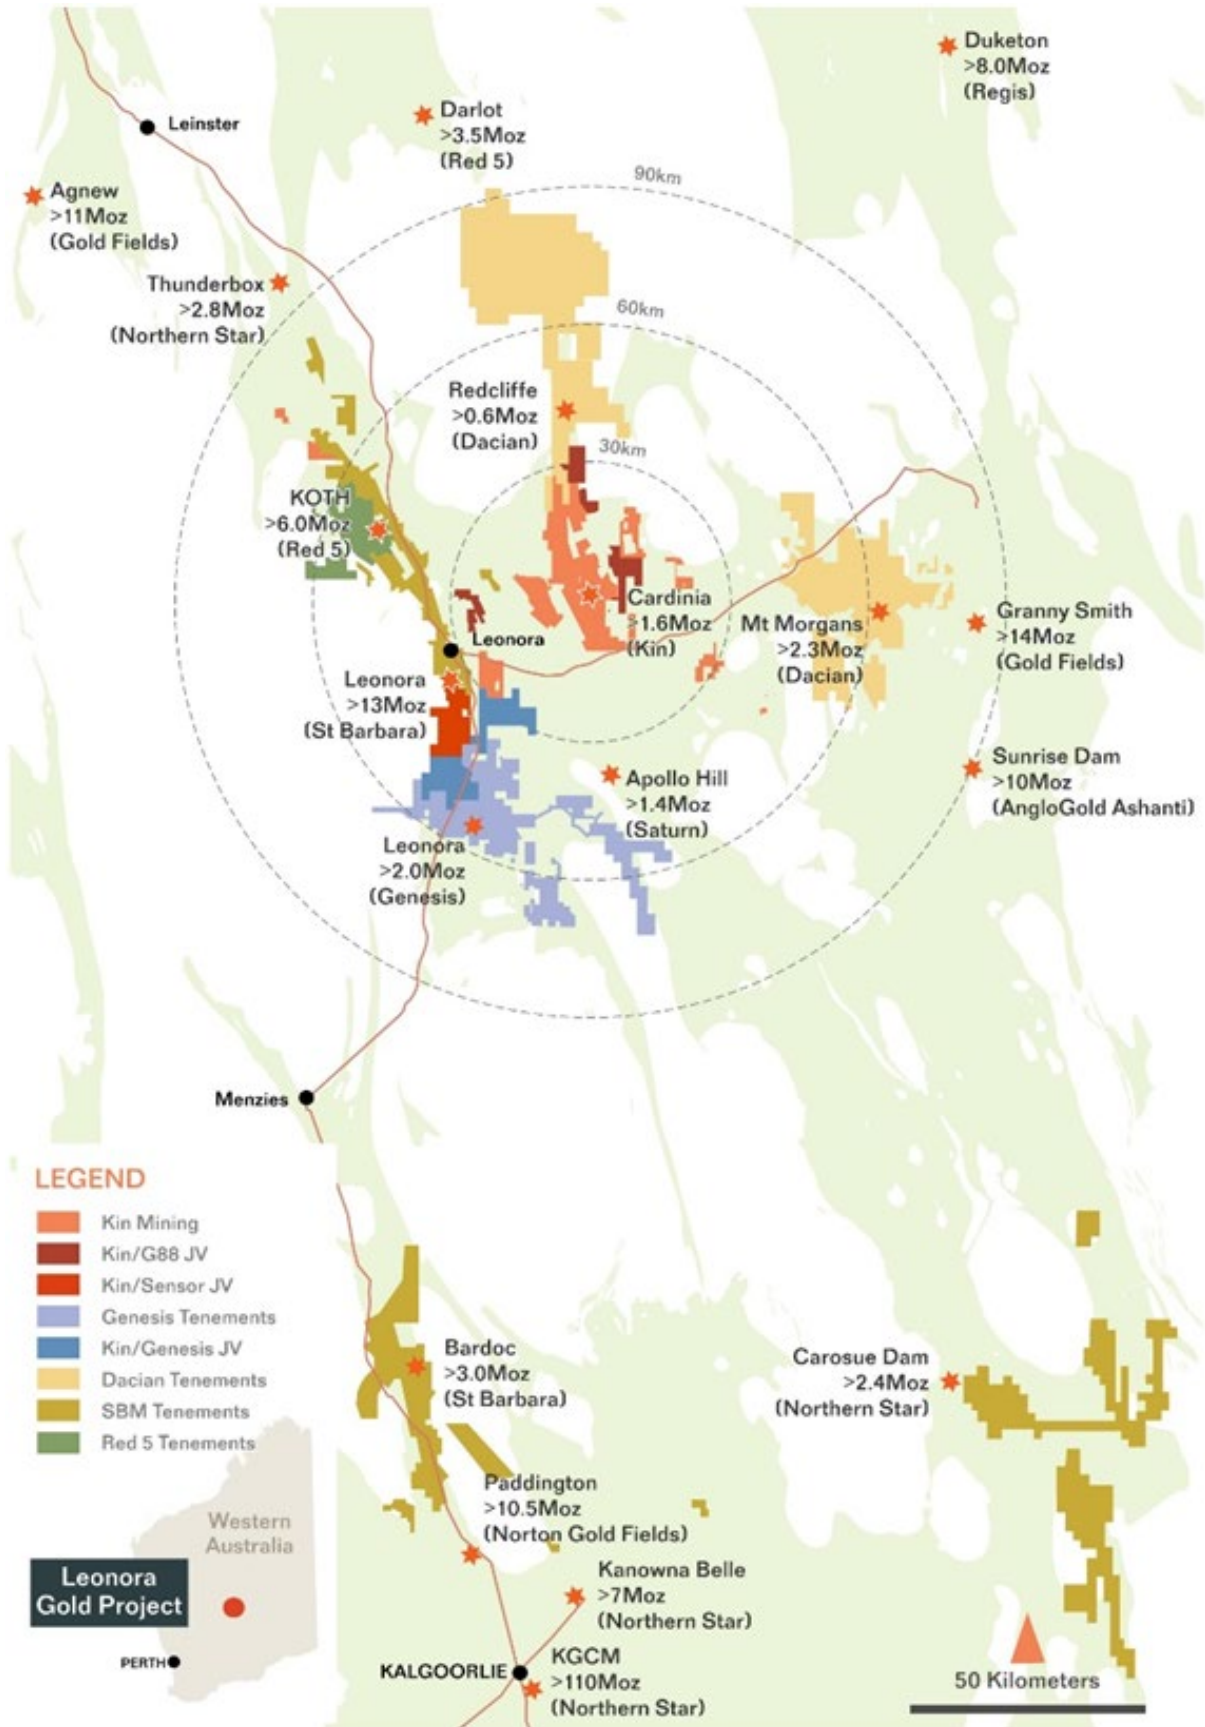 Duketon
>8.0Moz
(Regis)
Darlot
>3.5Moz
(Red 5)
Leinster
90km
Agnew
>11Moz
(Gold Fields)
Thunderbox
>2.8Moz
(Northern Star)
60km
Redcliffe
>0.6Moz
(Dacian)
30km
KOTH
>6.0Moz
(Red 5)
Cardinia
>1.6Moz
(Kin)
Mt Morgans
>2.3Moz
(Dacian)
Granny Smith
>14Moz
(Gold Fields)
Leonora
Leonora
>13Moz
(St Barbara)
Sunrise Dam
>10Moz
(AngloGold Ashanti)
Apollo Hill
>1.4Moz
(Saturn)
Leonora
>2.0Moz
(Genesis)
Menzies
LEGEND
Kin Mining
Kin/G88 JV
Kin/Sensor JV
Genesis Tenements
Kin/Genesis JV
Dacian Tenements
SBM Tenements
Red 5 Tenements
Bardoc
>3.0Moz
(St Barbara)
Carosue Dam
>2.4Moz
(Northern Star)
Paddington
>10.5Moz
(Norton Gold Fields)
Western
Australia
Leonora
Gold Project
PERTH
Kanowna Belle
>7Moz
(Northern Star)
KALGOORLIE
KGCM
>110Moz
(Northern Star)
50 Kilometers